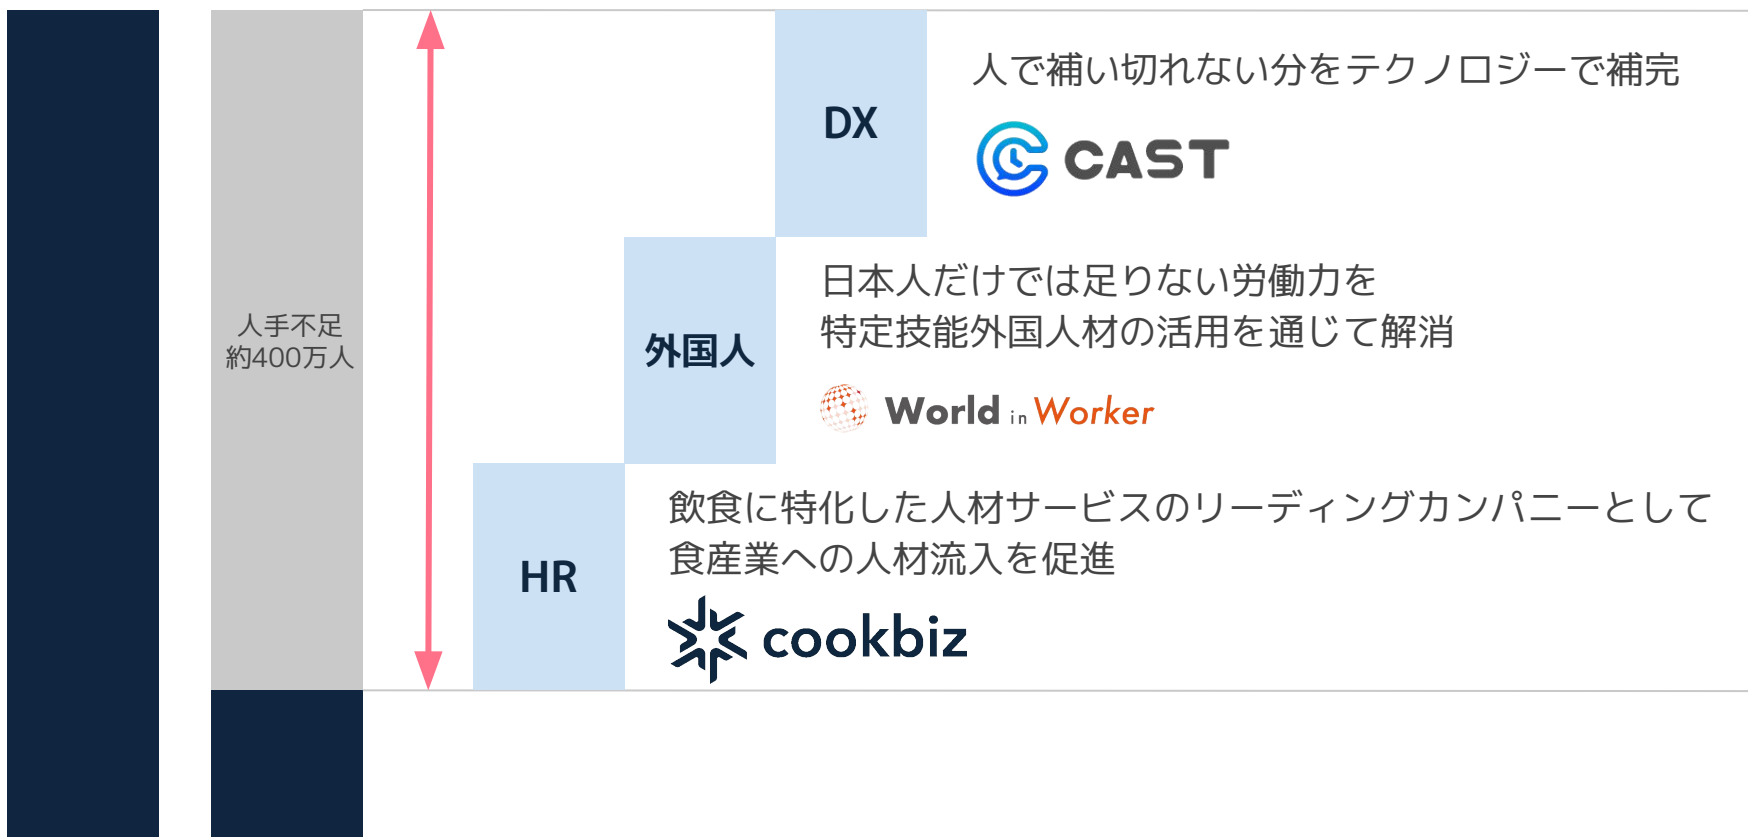 人手不足
約400万人
DX
人で補い切れない分をテクノロジーで補完
CAST
外国人
日本人だけでは足りない労働力を
特定技能外国人材の活用を通じて解消
World in Worker
HR
飲食に特化した人材サービスのリーディングカンパニーとして
食産業への人材流入を促進
cookbiz